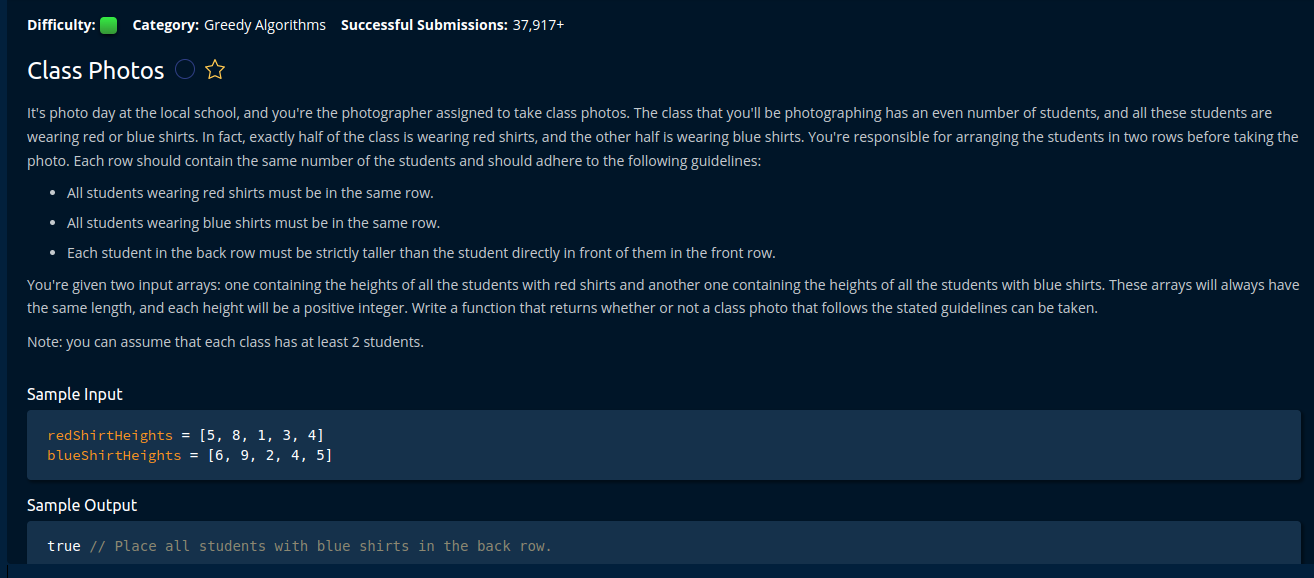 Difficulty: Category: Greedy Algorithms Successful Submissions: 37,917+
Class Photos
It's photo day at the local school, and you're the photographer assigned to take class photos. The class that you'll be photographing has an even number of students, and all these students are
wearing red or blue shirts. In fact, exactly half of the class is wearing red shirts, and the other half is wearing blue shirts. You're responsible for arranging the students in two rows before taking the
photo. Each row should contain the same number of the students and should adhere to the following guidelines:
• All students wearing red shirts must be in the same row.
• All students wearing blue shirts must be in the same row.
• Each student in the back row must be strictly taller than the student directly in front of them in the front row.
You're given two input arrays: one containing the heights of all the students with red shirts and another one containing the heights of all the students with blue shirts. These arrays will always have
the same length, and each height will be a positive integer. Write a function that returns whether or not a class photo that follows the stated guidelines can be taken.
Note: you can assume that each class has at least 2 students.
Sample Input
redShirtHeights = [5, 8, 1, 3, 4]
blueShirtHeights = [6, 9, 2, 4, 5]
Sample Output
true // Place all students with blue shirts in the back row.